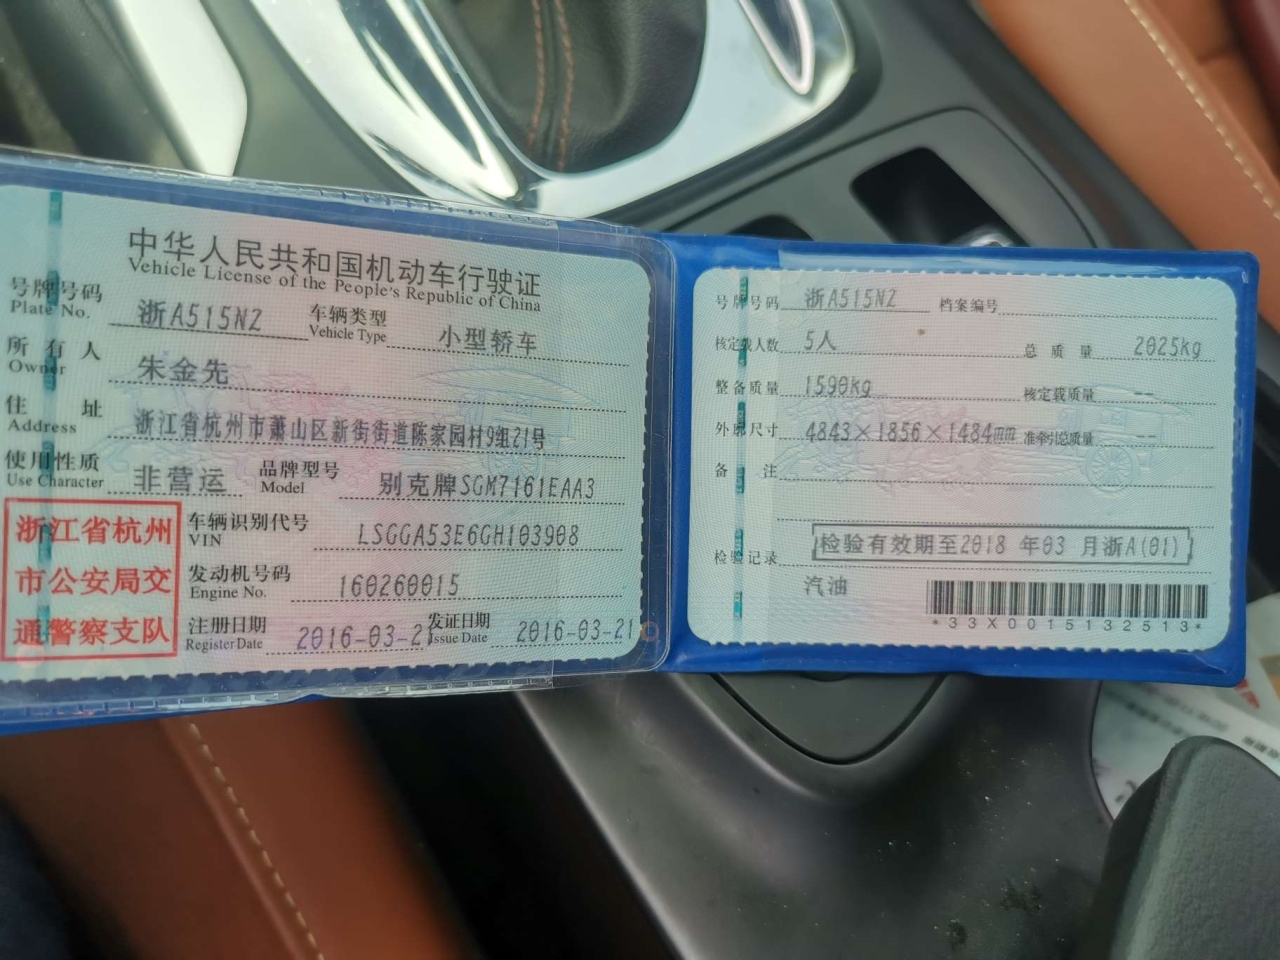 中华人民共和国机动车行驶证
Vehicle License of the People's Republic of China
号牌号码 浙A515NZ 车辆类型 小型轿车
Plate No. Vehicle Type
所有人 朱金先
Owner
住址 浙江省杭州市萧山区新街街道陈家园村9组21号
Address
使用性质 非营运 品牌型号 别克牌SGM7161EAA3
Use Character Model
浙江省杭州
市公安局交
通警察支队
车辆识别代号 LSGGA53E6GH103908
VIN
发动机号码 160260015
Engine No.
注册日期 2016-03-21 发证日期 2016-03-21
Register Date Issue Date
号牌号码 浙A515NZ 档案编号
核定载人数 5人 总质量 2025kg
整备质量 1590kg 核定载质量 --
外廓尺寸 4843×1856×1484mm 准牵引总质量 --
备注
检验记录 检验有效期至2018 年03 月浙A(01)
汽油
*33X0015132513*